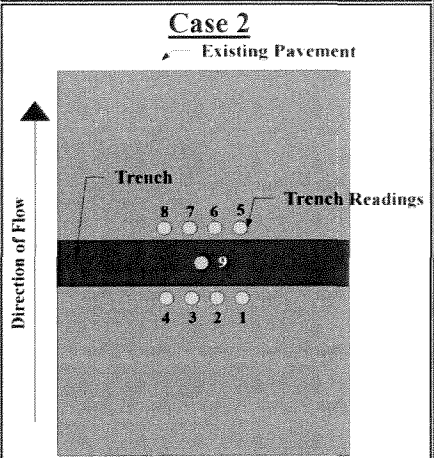 Case 2
Existing Pavement
Direction of Flow
Trench
8 7 6 5
Trench Readings
9
4 3 2 1